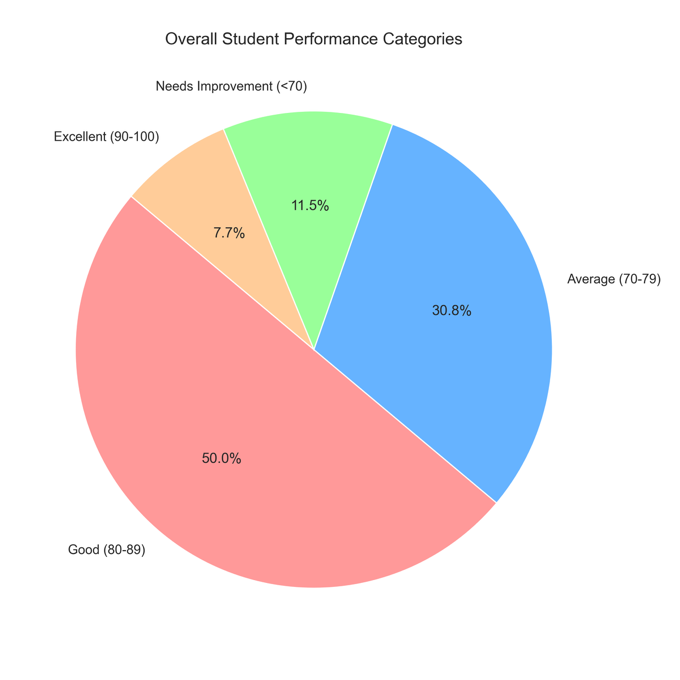 Overall Student Performance Categories
Needs Improvement (<70)
Excellent (90-100)
11.5%
7.7%
Average (70-79)
30.8%
50.0%
Good (80-89)